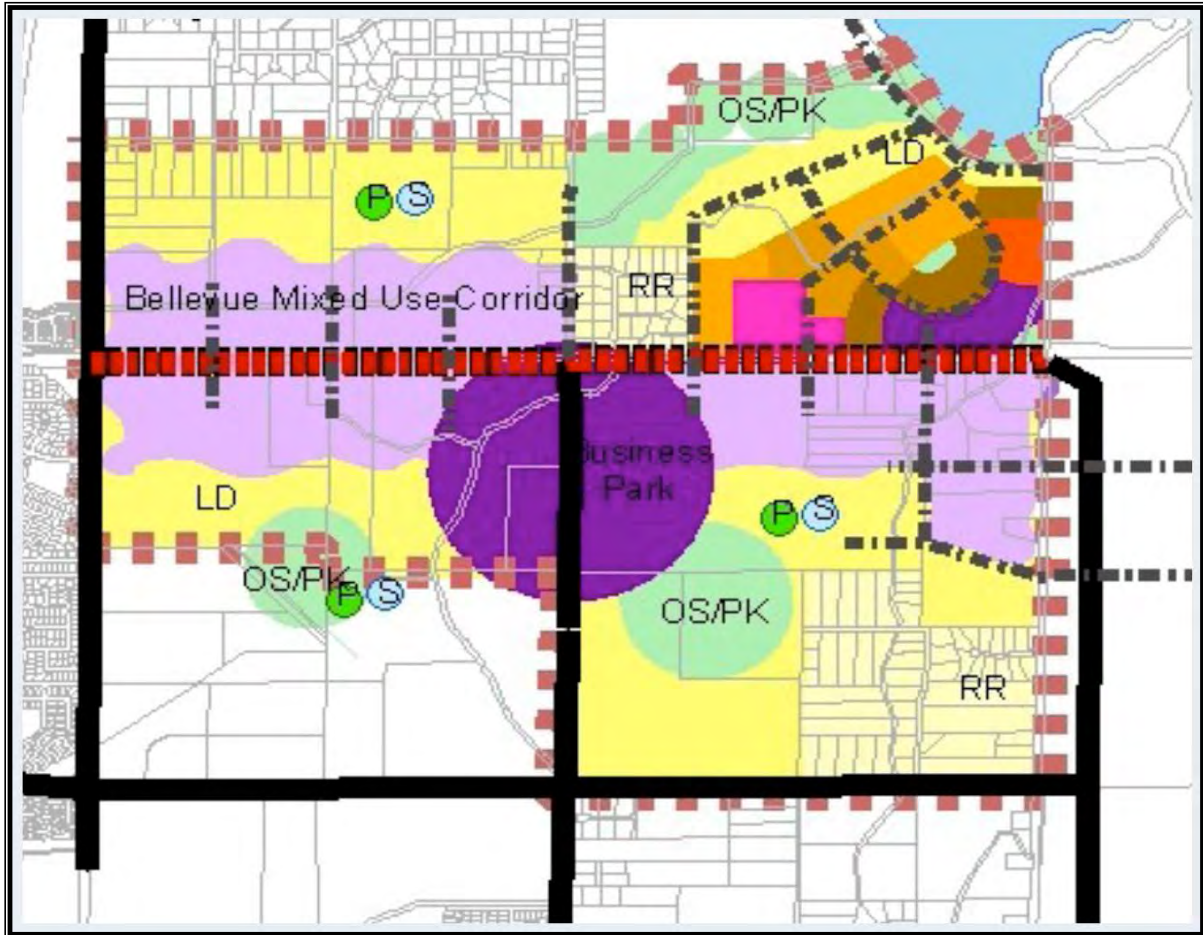 OS/PK
LD
P S
RR
Bellevue Mixed Use Corridor
Business
Park
LD
P S
OS/PK
P S
OS/PK
RR